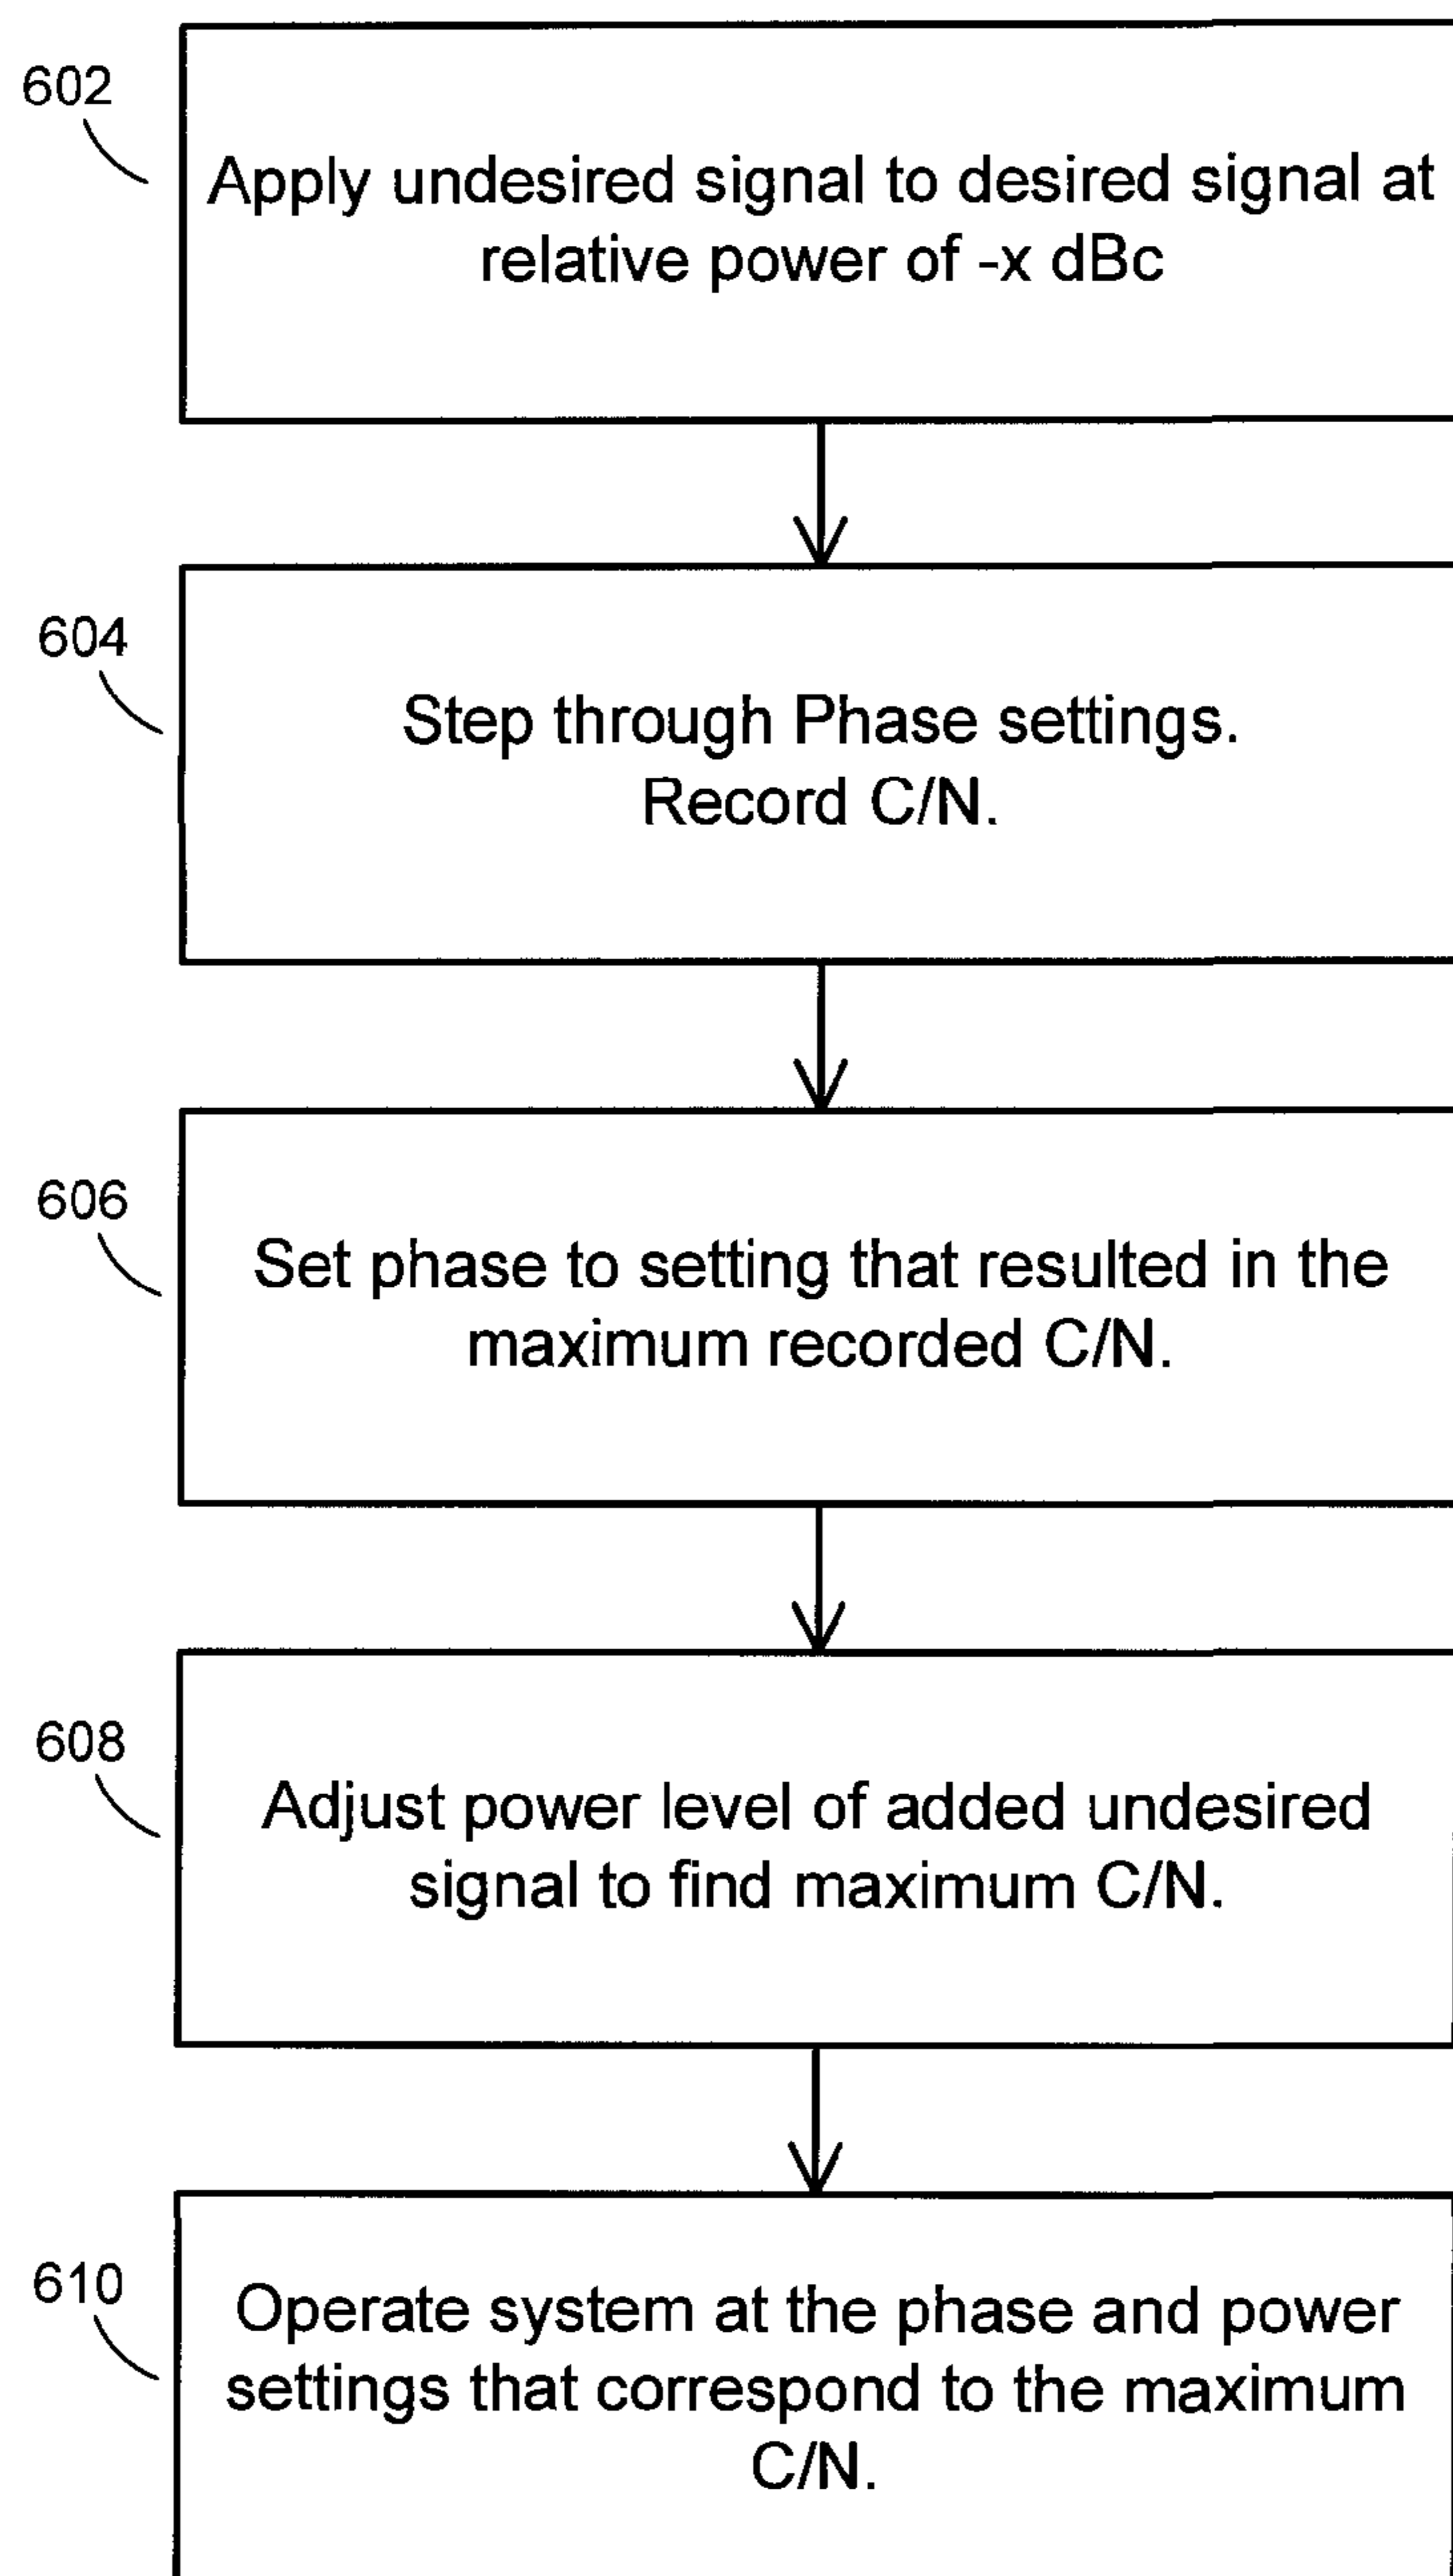 602
Apply undesired signal to desired signal at
relative power of -x dBc
604
Step through Phase settings.
Record C/N.
606
Set phase to setting that resulted in the
maximum recorded C/N.
608
Adjust power level of added undesired
signal to find maximum C/N.
610
Operate system at the phase and power
settings that correspond to the maximum
C/N.